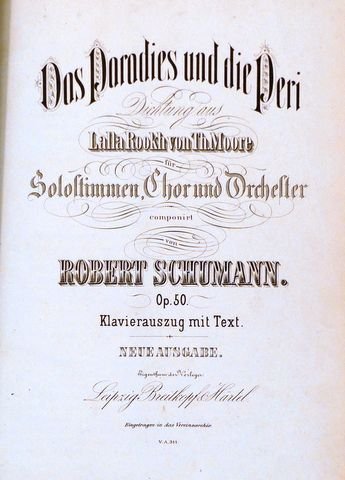 Das Paradies und die Peri
Dichtung aus
Lalla Rookh von Th. Moore
für
Solostimmen, Chor und Orchester
componirt
von
ROBERT SCHUMANN.
Op. 50.
Klavierauszug mit Text.
NEUE AUSGABE.
Eigenthum der Verleger
Leipzig, Breitkopf & Härtel
Eingetragen in das Vereinsarchiv.
V.A. 311.